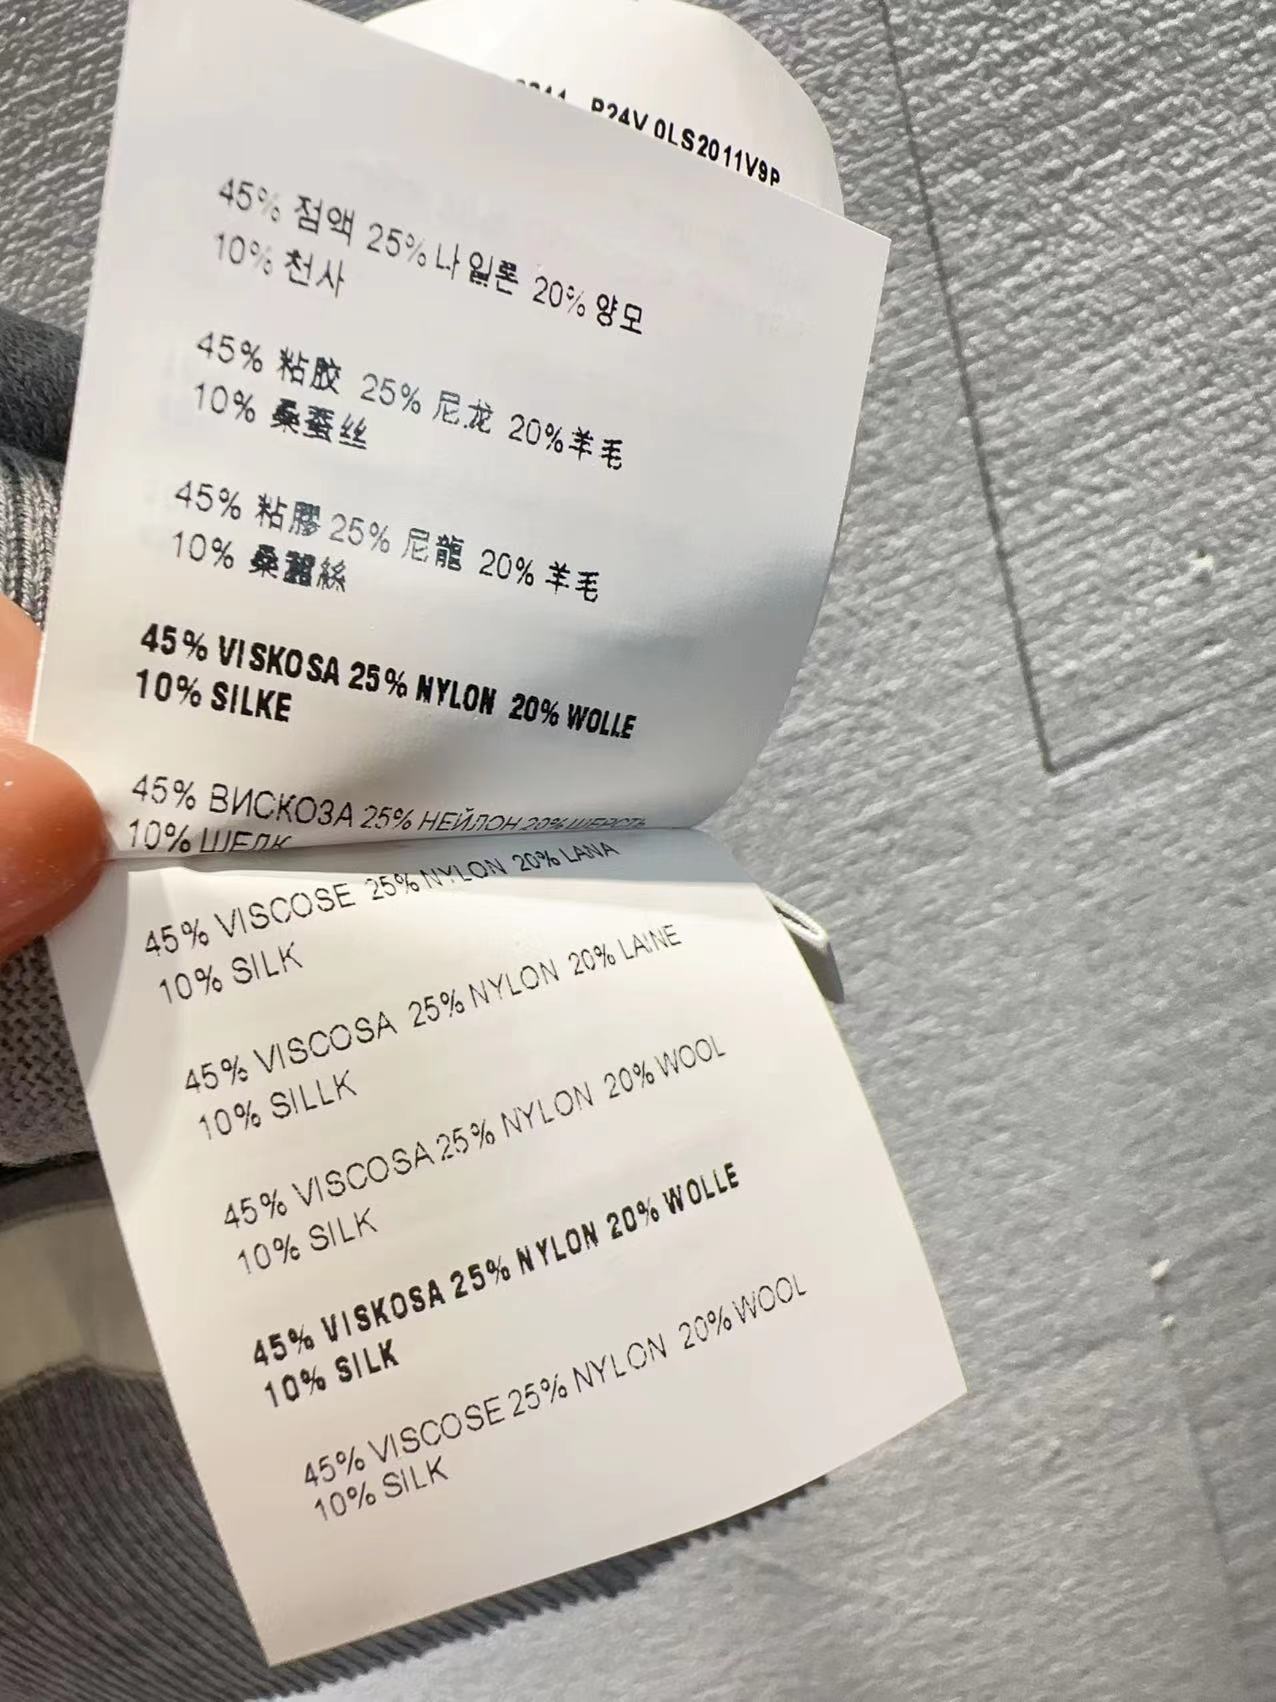 P24V 0LS2011V9P
45% 점액 25% 나일론 20% 양모
10% 천사
45% 粘胶 25% 尼龙 20%羊毛
10% 桑蚕丝
45% 粘膠 25% 尼龍 20% 羊毛
10% 桑蠶絲
45% VISKOSA 25% NYLON 20% WOLLE
10% SILKE
45% ВИСКОЗА 25% НЕЙЛОН 20% ШЕРСТЬ
10% ШЕЛК
45% VISCOSE 25% NYLON 20% LANA
10% SILK
45% VISCOSA 25% NYLON 20% LAINE
10% SILLK
45% VISCOSA 25% NYLON 20% WOOL
10% SILK
45% VISKOSA 25% NYLON 20% WOLLE
10% SILK
45% VISCOSE 25% NYLON 20% WOOL
10% SILK